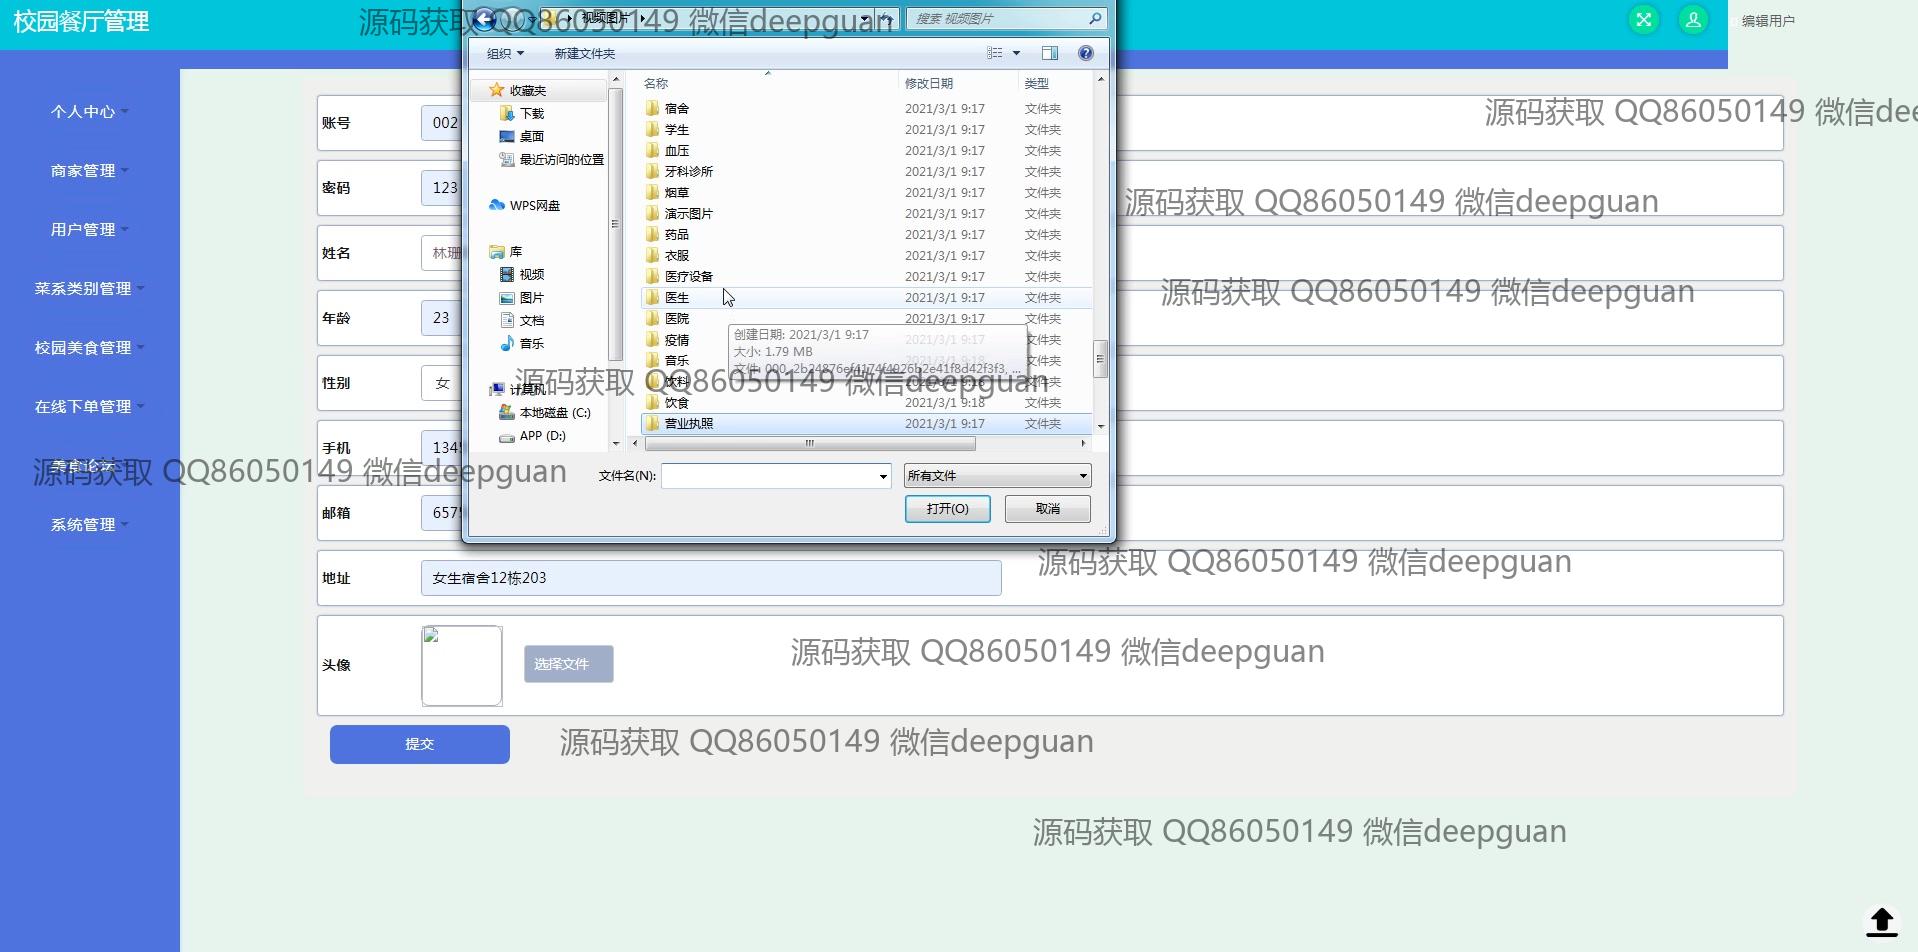 校园餐厅管理
编辑用户
个人中心
商家管理
用户管理
菜系类别管理
校园美食管理
在线下单管理
美食论坛
系统管理
视频图片
搜索 视频图片
组织
新建文件夹
收藏夹
下载
桌面
最近访问的位置
WPS网盘
库
视频
图片
文档
音乐
计算机
本地磁盘 (C:)
APP (D:)
名称 修改日期 类型
宿舍 2021/3/1 9:17 文件夹
学生 2021/3/1 9:17 文件夹
血压 2021/3/1 9:17 文件夹
牙科诊所 2021/3/1 9:17 文件夹
烟草 2021/3/1 9:17 文件夹
演示图片 2021/3/1 9:17 文件夹
药品 2021/3/1 9:17 文件夹
衣服 2021/3/1 9:17 文件夹
医疗设备 2021/3/1 9:17 文件夹
医生 2021/3/1 9:17 文件夹
医院 2021/3/1 9:17 文件夹
疫情 2021/3/1 9:17 文件夹
音乐 2021/3/1 9:18 文件夹
饮料 2021/3/1 9:18 文件夹
饮食 2021/3/1 9:18 文件夹
营业执照 2021/3/1 9:17 文件夹
创建日期: 2021/3/1 9:17
大小: 1.79 MB
文件名(N):
所有文件
打开(O)
取消
账号 002
密码 123
姓名 林珊
年龄 23
性别 女
手机 134
邮箱 657
地址 女生宿舍12栋203
头像
选择文件
提交
源码获取 QQ86050149 微信deepguan
源码获取 QQ86050149 微信dee
源码获取 QQ86050149 微信deepguan
源码获取 QQ86050149 微信deepguan
源码获取 QQ86050149 微信deepguan
源码获取 QQ86050149 微信deepguan
源码获取 QQ86050149 微信deepguan
源码获取 QQ86050149 微信deepguan
源码获取 QQ86050149 微信deepguan
源码获取 QQ86050149 微信deepguan